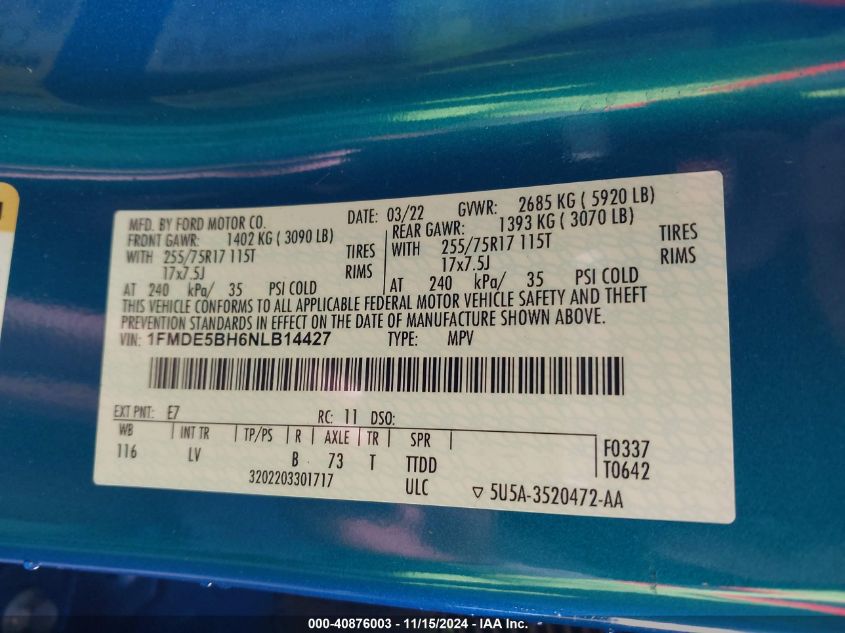 MFD. BY FORD MOTOR CO. DATE: 03/22 GVWR: 2685 KG ( 5920 LB)
FRONT GAWR: 1402 KG ( 3090 LB) REAR GAWR: 1393 KG ( 3070 LB)
WITH 255/75R17 115T TIRES WITH 255/75R17 115T TIRES
17x7.5J RIMS 17x7.5J RIMS
AT 240 kPa/ 35 PSI COLD AT 240 kPa/ 35 PSI COLD
THIS VEHICLE CONFORMS TO ALL APPLICABLE FEDERAL MOTOR VEHICLE SAFETY AND THEFT
PREVENTION STANDARDS IN EFFECT ON THE DATE OF MANUFACTURE SHOWN ABOVE.
VIN: 1FMDE5BH6NLB14427 TYPE: MPV
EXT PNT: E7 RC: 11 DSO:
WB INT TR TP/PS R AXLE TR SPR F0337
116 LV B 73 T TTDD T0642
3202203301717 ULC 5U5A-3520472-AA
000-40876003 - 11/15/2024 - IAA Inc.